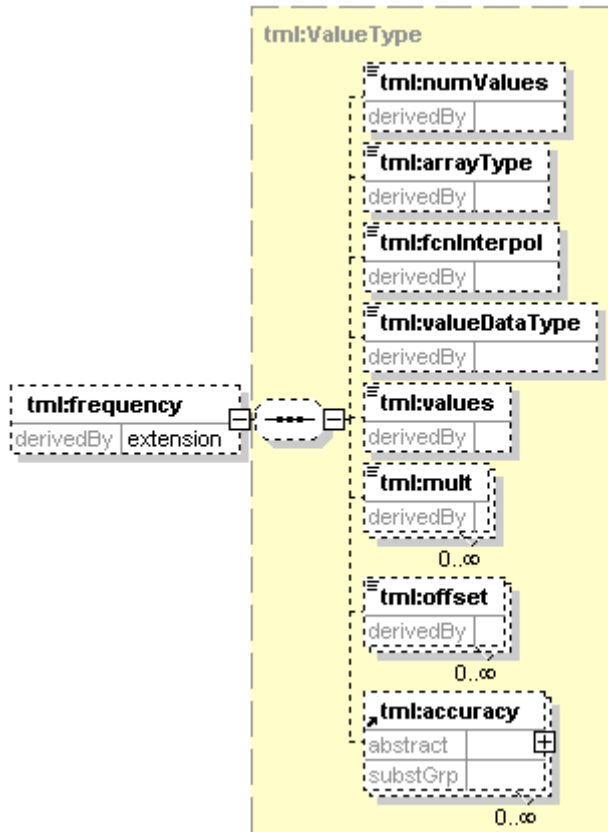 tml:ValueType
tml:numValues
derivedBy
tml:arrayType
derivedBy
tml:fcnInterpol
derivedBy
tml:valueDataType
derivedBy
tml:frequency
derivedBy extension
tml:values
derivedBy
tml:mult
derivedBy
0..∞
tml:offset
derivedBy
0..∞
tml:accuracy
abstract
substGrp
0..∞